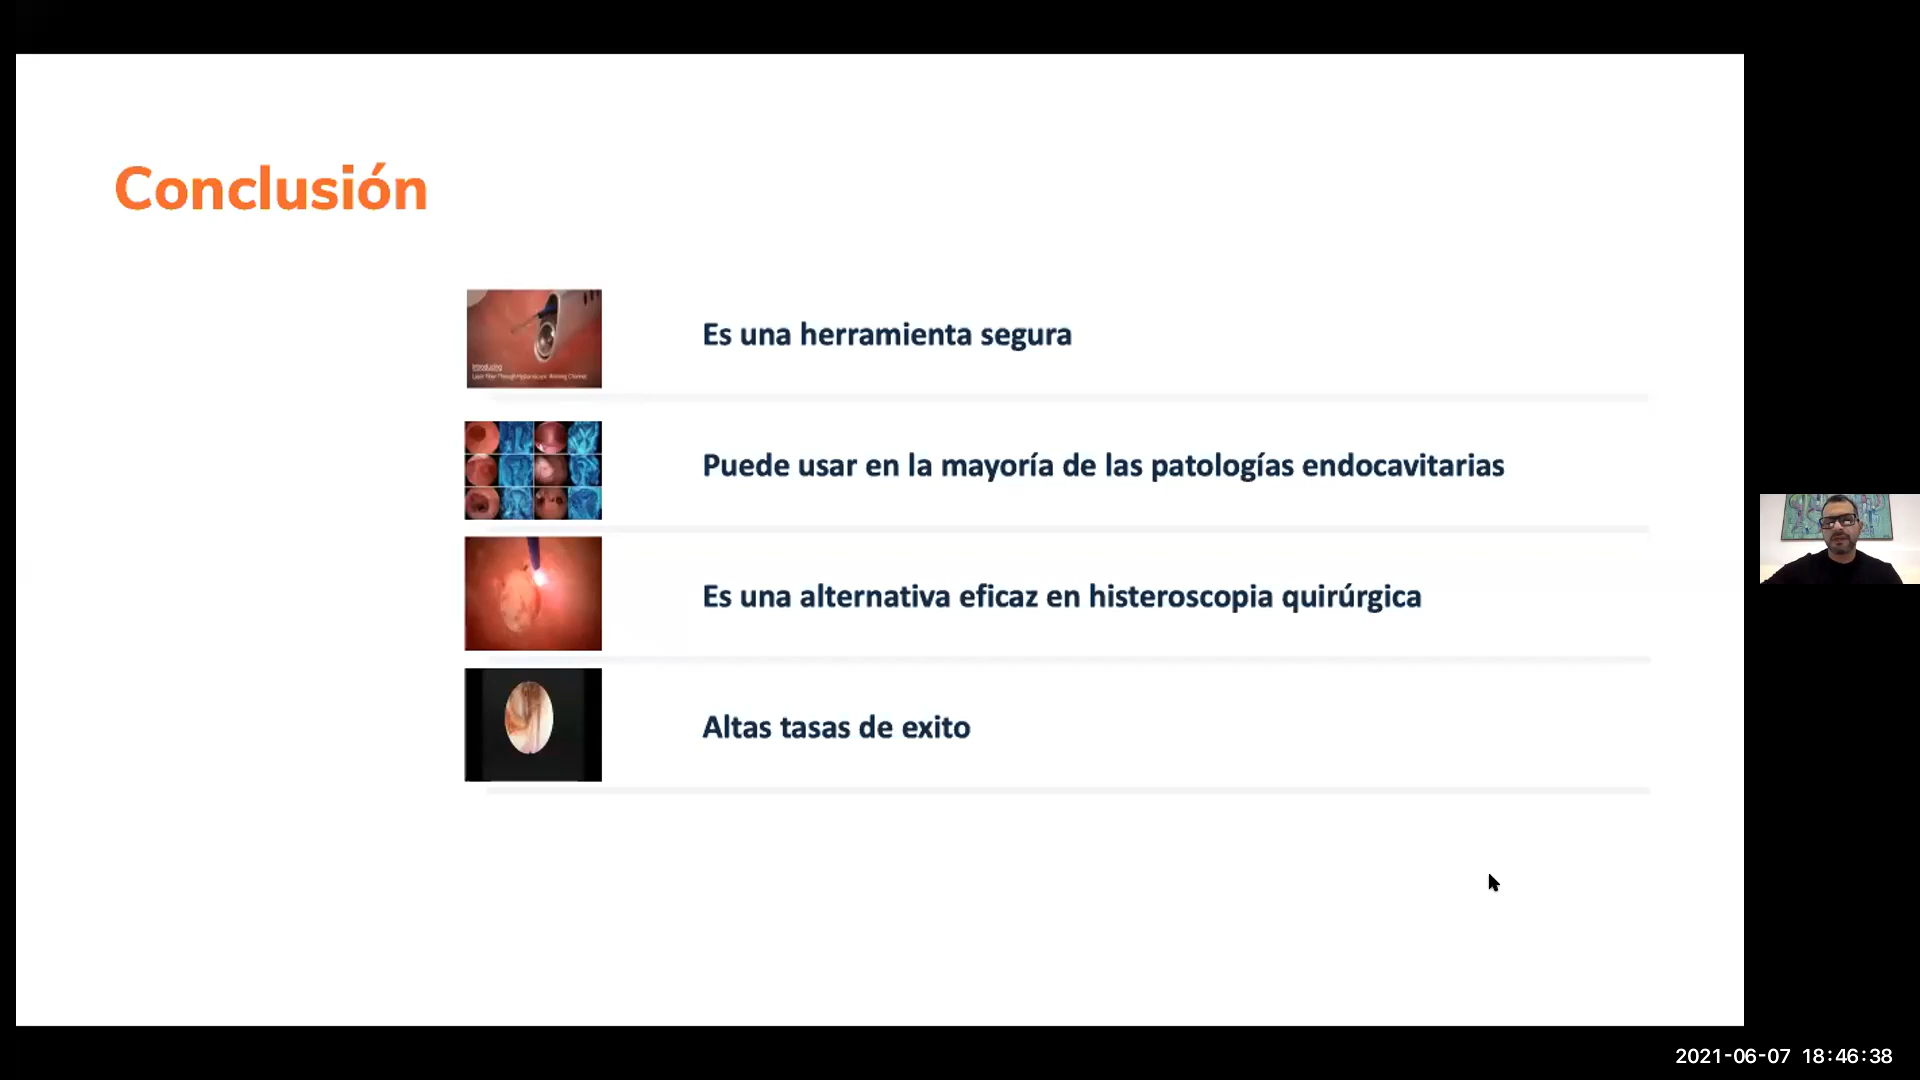 Conclusión
Es una herramienta segura
Introducing
Puede usar en la mayoría de las patologías endocavitarias
Es una alternativa eficaz en histeroscopia quirúrgica
Altas tasas de exito
2021-06-07 18:46:38